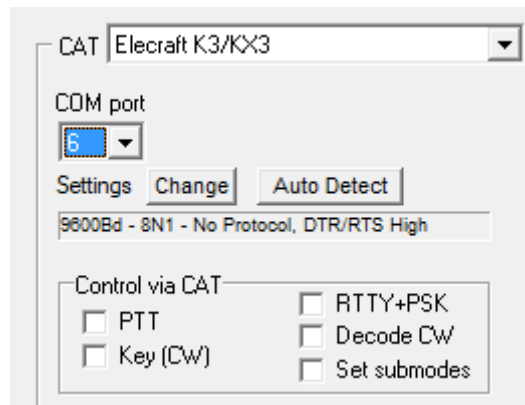 CAT Elecraft K3/KX3
COM port
6
Settings Change Auto Detect
9600Bd - 8N1 - No Protocol, DTR/RTS High
Control via CAT
PTT
Key (CW)
RTTY+PSK
Decode CW
Set submodes